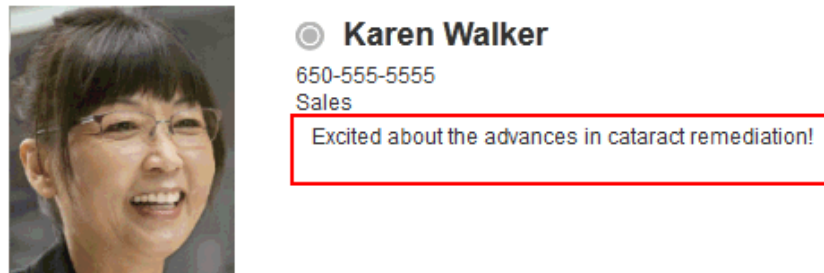 Karen Walker
650-555-5555
Sales
Excited about the advances in cataract remediation!